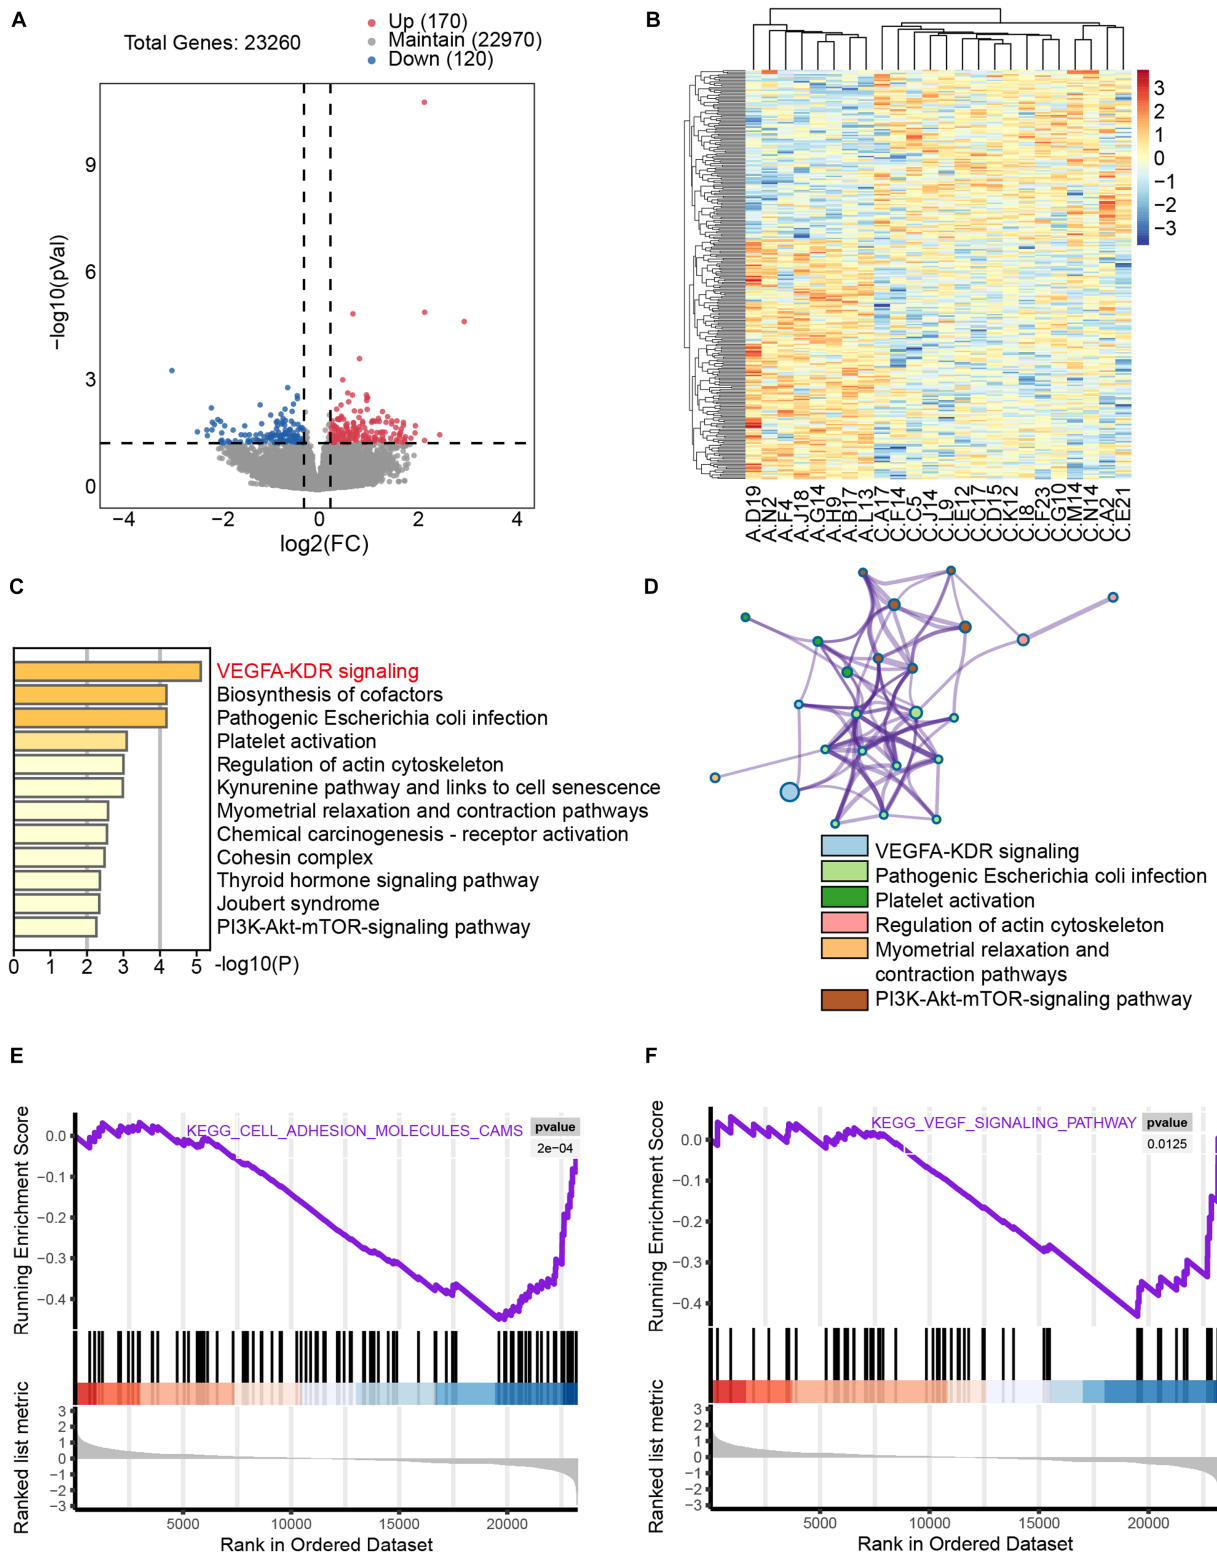 A
Total Genes: 23260
Up (170)
Maintain (22970)
Down (120)
−log10(pVal)
9
6
3
0
−4
−2
0
2
4
log2(FC)
B
3
2
1
0
−1
−2
−3
A.D19
A.N2
A.F4
A.J18
A.G14
A.H9
A.B17
A.L13
C.A17
C.F14
C.C5
C.J14
C.L9
C.E12
C.C17
C.D15
C.K12
C.I8
C.F23
C.G10
C.M14
C.N14
C.A2
C.E21
C
VEGFA-KDR signaling
Biosynthesis of cofactors
Pathogenic Escherichia coli infection
Platelet activation
Regulation of actin cytoskeleton
Kynurenine pathway and links to cell senescence
Myometrial relaxation and contraction pathways
Chemical carcinogenesis - receptor activation
Cohesin complex
Thyroid hormone signaling pathway
Joubert syndrome
PI3K-Akt-mTOR-signaling pathway
0 1 2 3 4 5 -log10(P)
D
VEGFA-KDR signaling
Pathogenic Escherichia coli infection
Platelet activation
Regulation of actin cytoskeleton
Myometrial relaxation and
contraction pathways
PI3K-Akt-mTOR-signaling pathway
E
Running Enrichment Score
0.0
−0.1
−0.2
−0.3
−0.4
KEGG_CELL_ADHESION_MOLECULES_CAMS
pvalue
2e−04
Ranked list metric
3
2
1
0
−1
−2
−3
5000
10000
15000
20000
Rank in Ordered Dataset
F
Running Enrichment Score
0.0
−0.1
−0.2
−0.3
−0.4
KEGG_VEGF_SIGNALING_PATHWAY
pvalue
0.0125
Ranked list metric
3
2
1
0
−1
−2
−3
5000
10000
15000
20000
Rank in Ordered Dataset